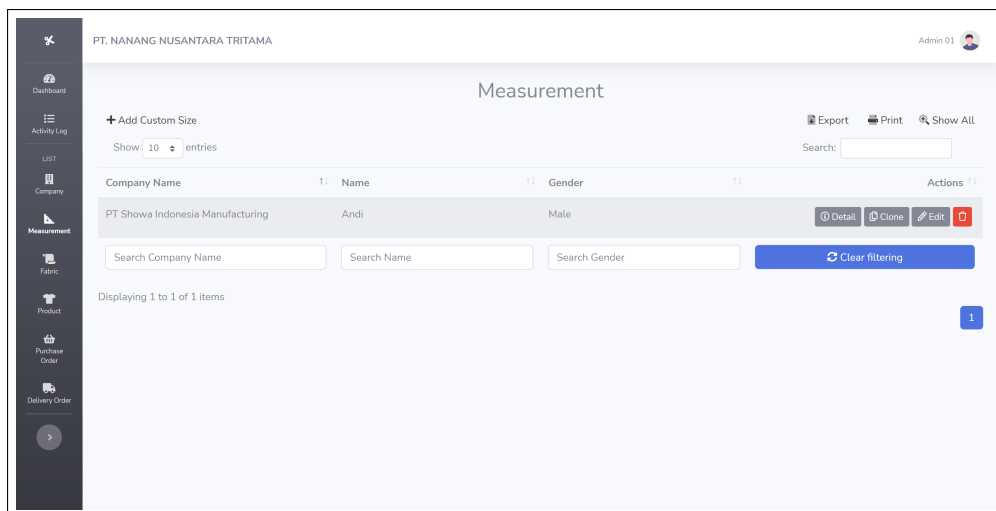 PT. NANANG NUSANTARA TRITAMA
Admin 01
Dashboard
Activity Log
LIST
Company
Measurement
Fabric
Product
Purchase
Order
Delivery Order
Measurement
Add Custom Size
Export Print Show All
Show 10 entries
Search:
Company Name Name Gender Actions
PT Showa Indonesia Manufacturing Andi Male Detail Clone Edit
Search Company Name Search Name Search Gender Clear filtering
Displaying 1 to 1 of 1 items
1